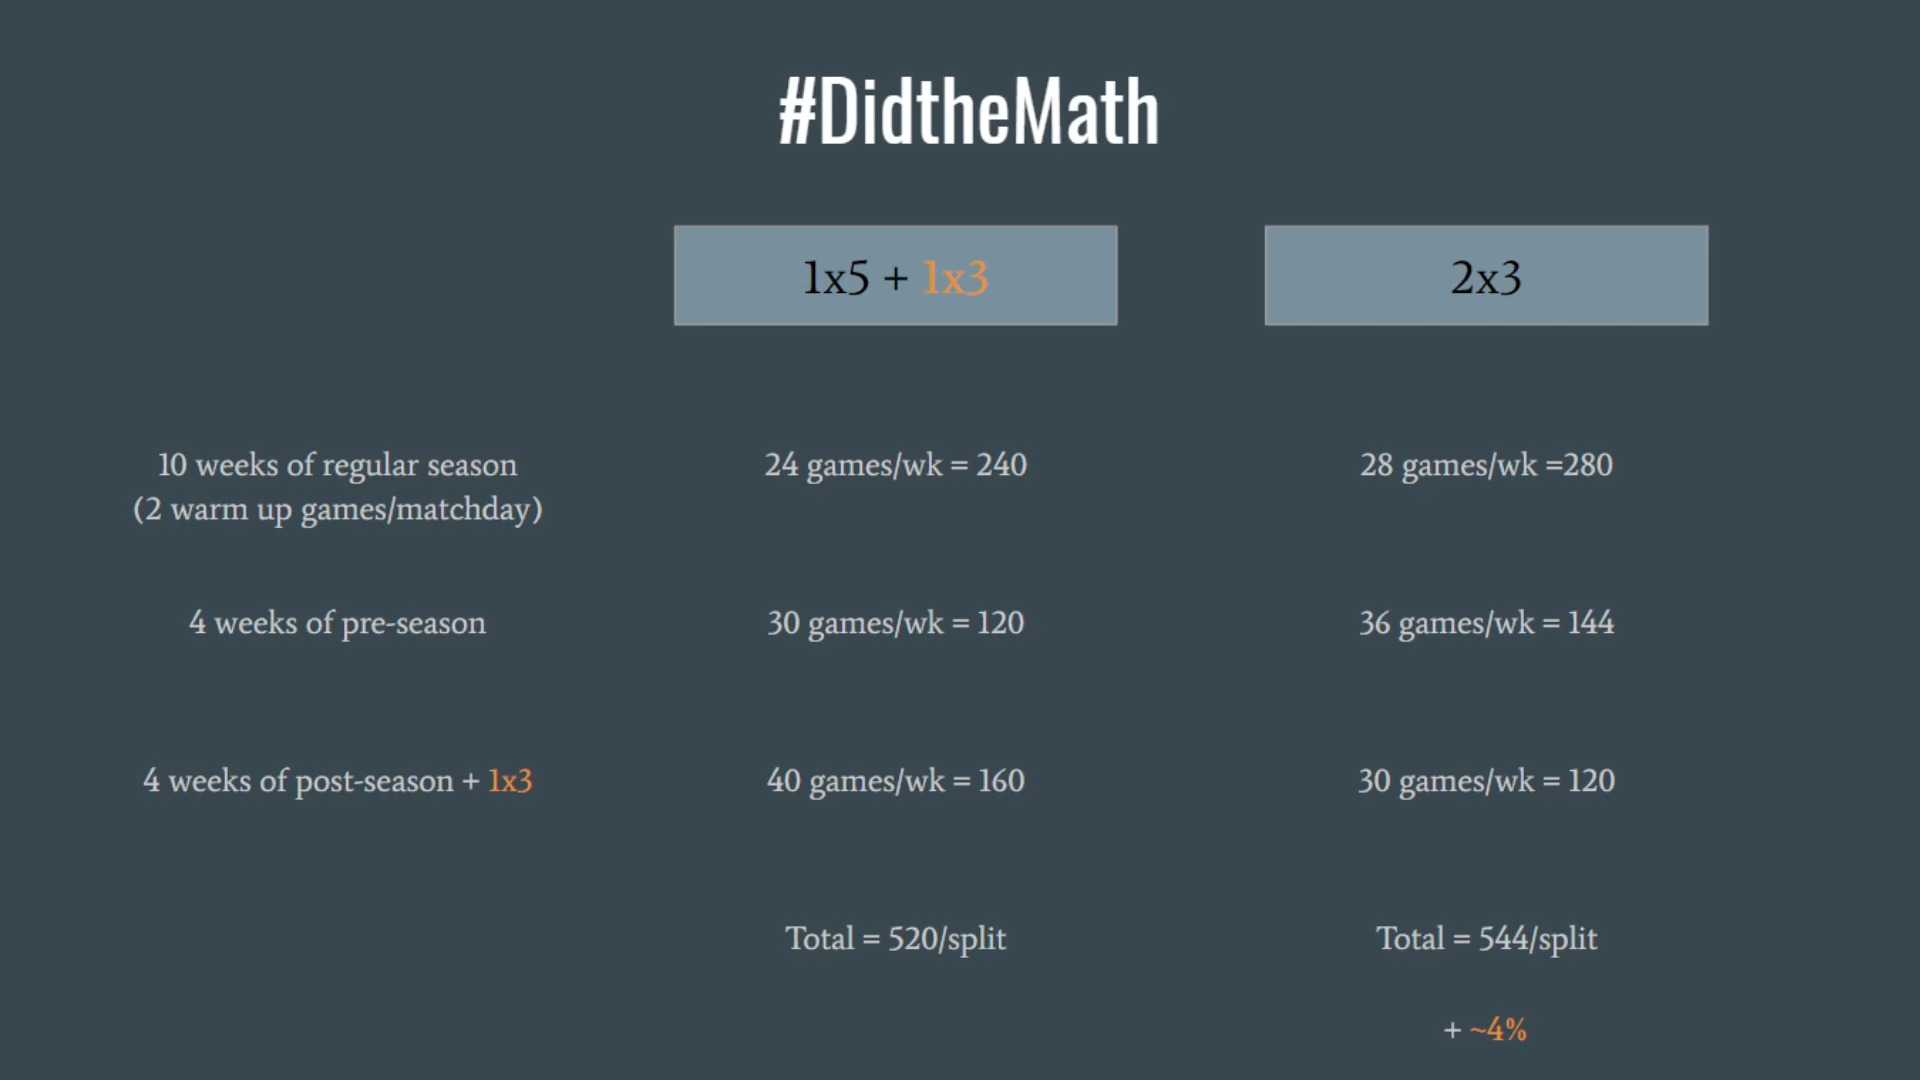 #DidtheMath
1x5 + 1x3
2x3
10 weeks of regular season
(2 warm up games/matchday)
24 games/wk = 240
28 games/wk =280
4 weeks of pre-season
30 games/wk = 120
36 games/wk = 144
4 weeks of post-season + 1x3
40 games/wk = 160
30 games/wk = 120
Total = 520/split
Total = 544/split
+ ~4%